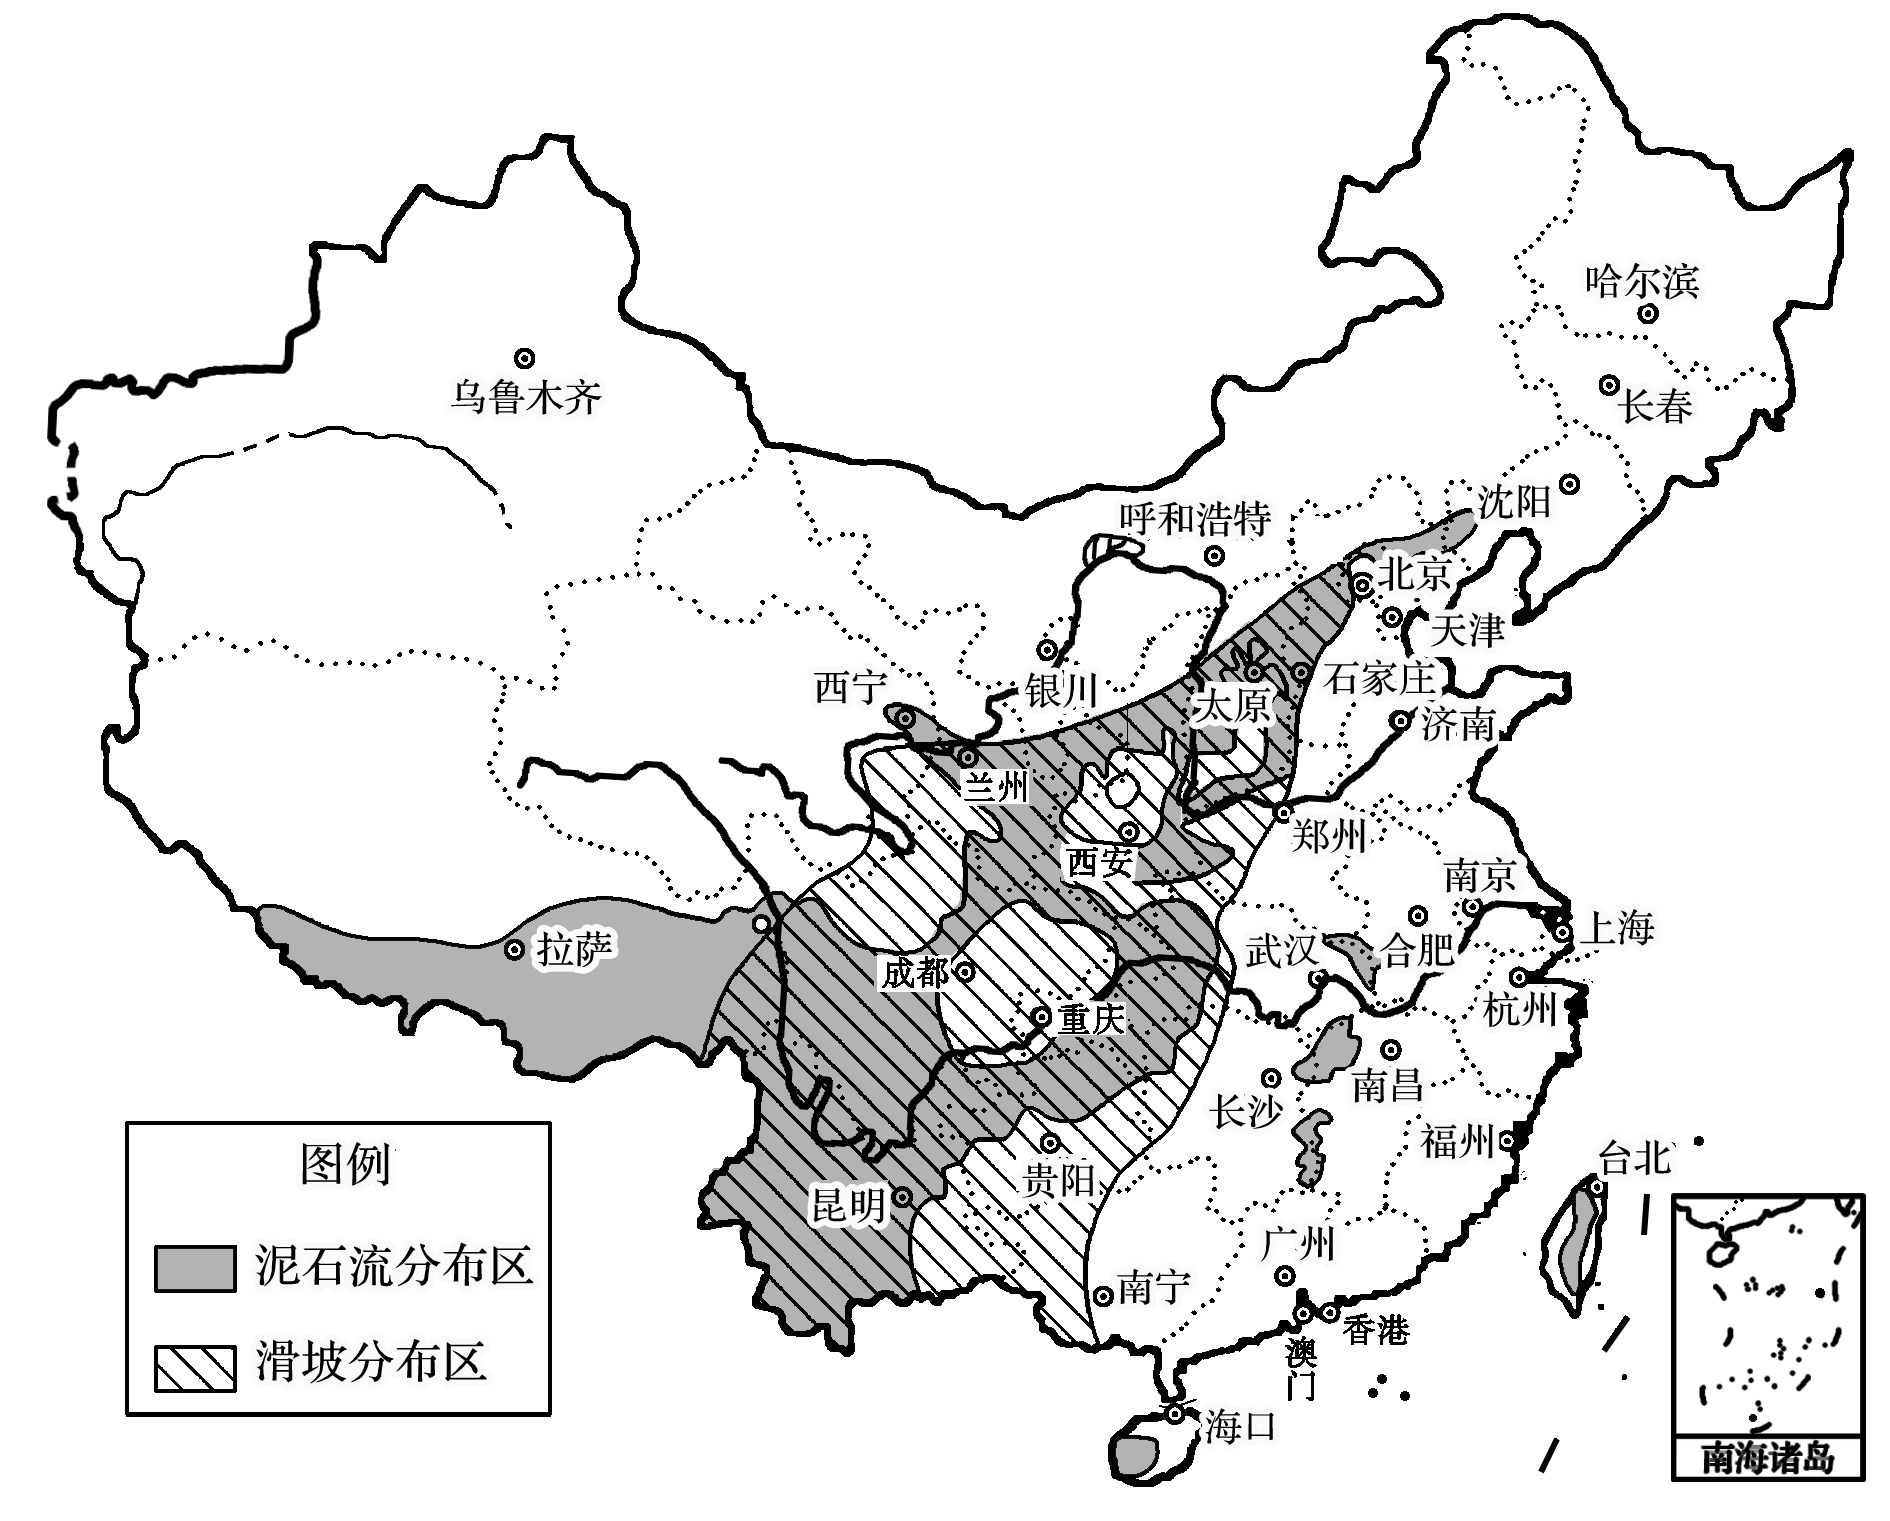 哈尔滨
乌鲁木齐
长春
沈阳
呼和浩特
北京
天津
西宁
银川
石家庄
太原
济南
兰州
郑州
西安
南京
上海
拉萨
武汉
合肥
成都
杭州
重庆
南昌
长沙
福州
台北
贵阳
昆明
广州
南宁
香港
澳门
海口
图例
泥石流分布区
滑坡分布区
南海诸岛